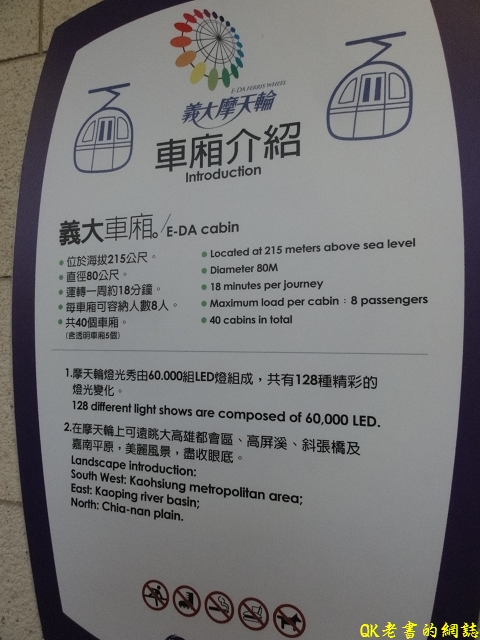 E-DA FERRIS WHEEL
義大摩天輪
車廂介紹
Introduction
義大車廂。/E-DA cabin
●位於海拔215公尺。
●直徑80公尺。
●運轉一周約18分鐘。
●每車廂可容納人數8人。
●共40個車廂。
(含透明車廂5個)
●Located at 215 meters above sea level
●Diameter 80M
●18 minutes per journey
●Maximum load per cabin：8 passengers
●40 cabins in total
1.摩天輪燈光秀由60.000組LED燈組成，共有128種精彩的
燈光變化。
128 different light shows are composed of 60,000 LED.
2.在摩天輪上可遠眺大高雄都會區、高屏溪、斜張橋及
嘉南平原，美麗風景，盡收眼底。
Landscape introduction:
South West: Kaohsiung metropolitan area;
East: Kaoping river basin;
North: Chia-nan plain.
QK老書的網誌